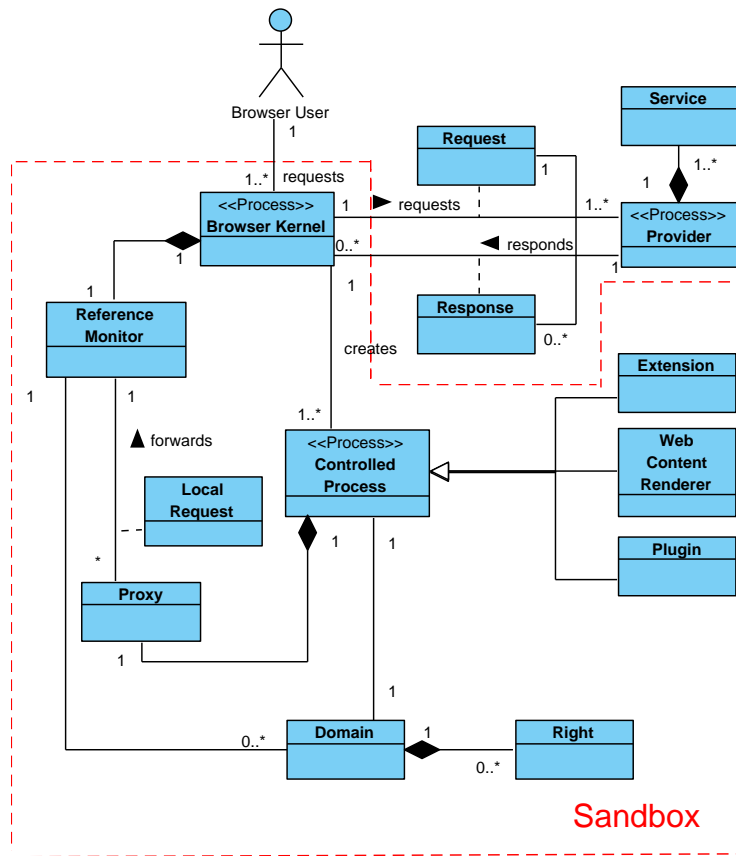 Browser User
1
1..*
requests
Request
1
Service
1..*
1
<<Process>>
Browser Kernel
1
requests
1..*
<<Process>>
Provider
0..*
responds
1
1
1
1
Reference
Monitor
Response
0..*
creates
1
1
1..*
Extension
forwards
<<Process>>
Controlled
Process
Web
Content
Renderer
Local
Request
1
1
Plugin
*
Proxy
1
1
0..*
Domain
1
0..*
Right
Sandbox